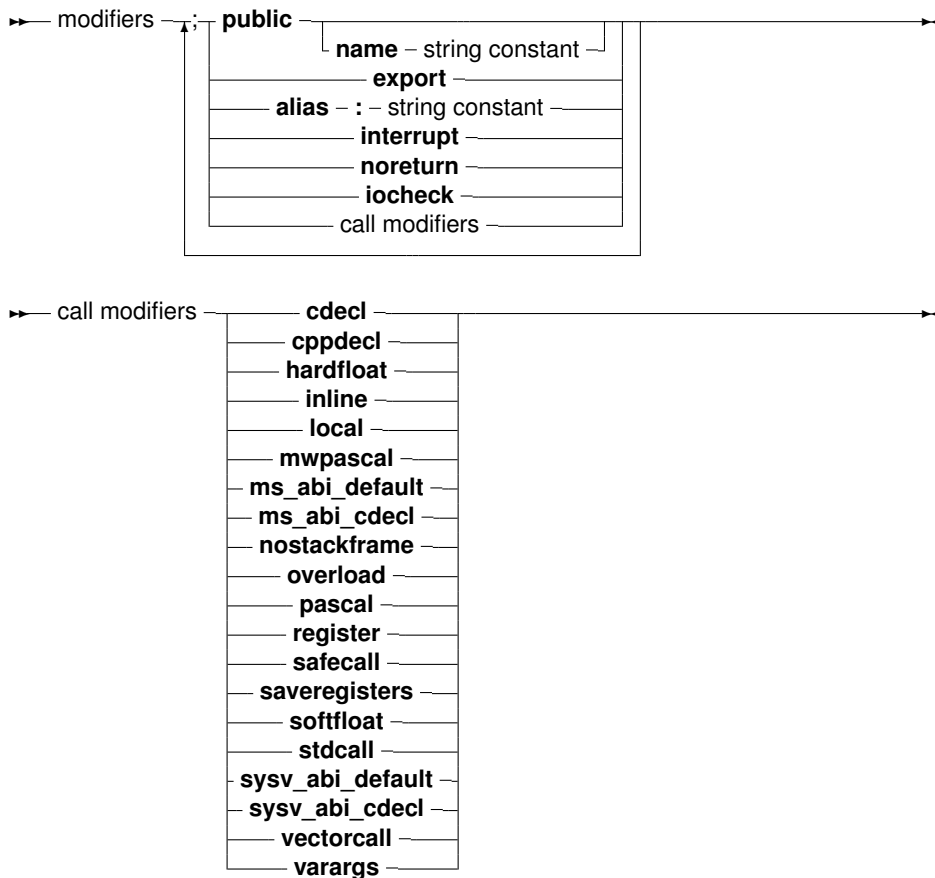 modifiers ; public
name string constant
export
alias : string constant
interrupt
noreturn
iocheck
call modifiers
call modifiers cdecl
cppdecl
hardfloat
inline
local
mwpascal
ms_abi_default
ms_abi_cdecl
nostackframe
overload
pascal
register
safecall
saveregisters
softfloat
stdcall
sysv_abi_default
sysv_abi_cdecl
vectorcall
varargs